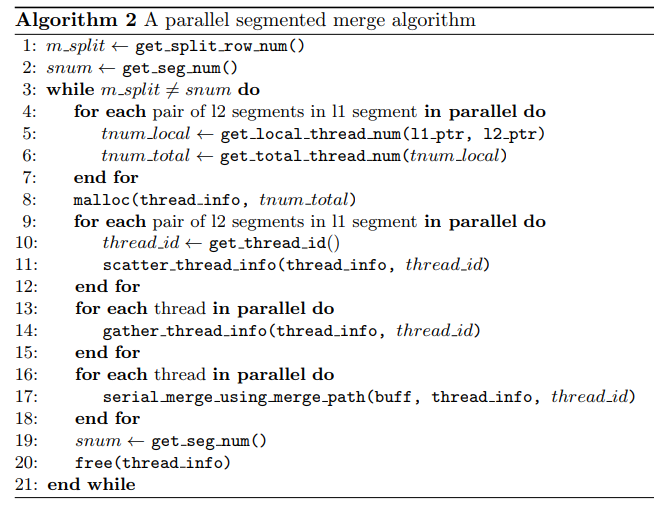 Algorithm 2 A parallel segmented merge algorithm
1: m_split ← get_split_row_num()
2: snum ← get_seg_num()
3: while m_split ≠ snum do
4: for each pair of l2 segments in l1 segment in parallel do
5: tnum_local ← get_local_thread_num(l1_ptr, l2_ptr)
6: tnum_total ← get_total_thread_num(tnum_local)
7: end for
8: malloc(thread_info, tnum_total)
9: for each pair of l2 segments in l1 segment in parallel do
10: thread_id ← get_thread_id()
11: scatter_thread_info(thread_info, thread_id)
12: end for
13: for each thread in parallel do
14: gather_thread_info(thread_info, thread_id)
15: end for
16: for each thread in parallel do
17: serial_merge_using_merge_path(buff, thread_info, thread_id)
18: end for
19: snum ← get_seg_num()
20: free(thread_info)
21: end while